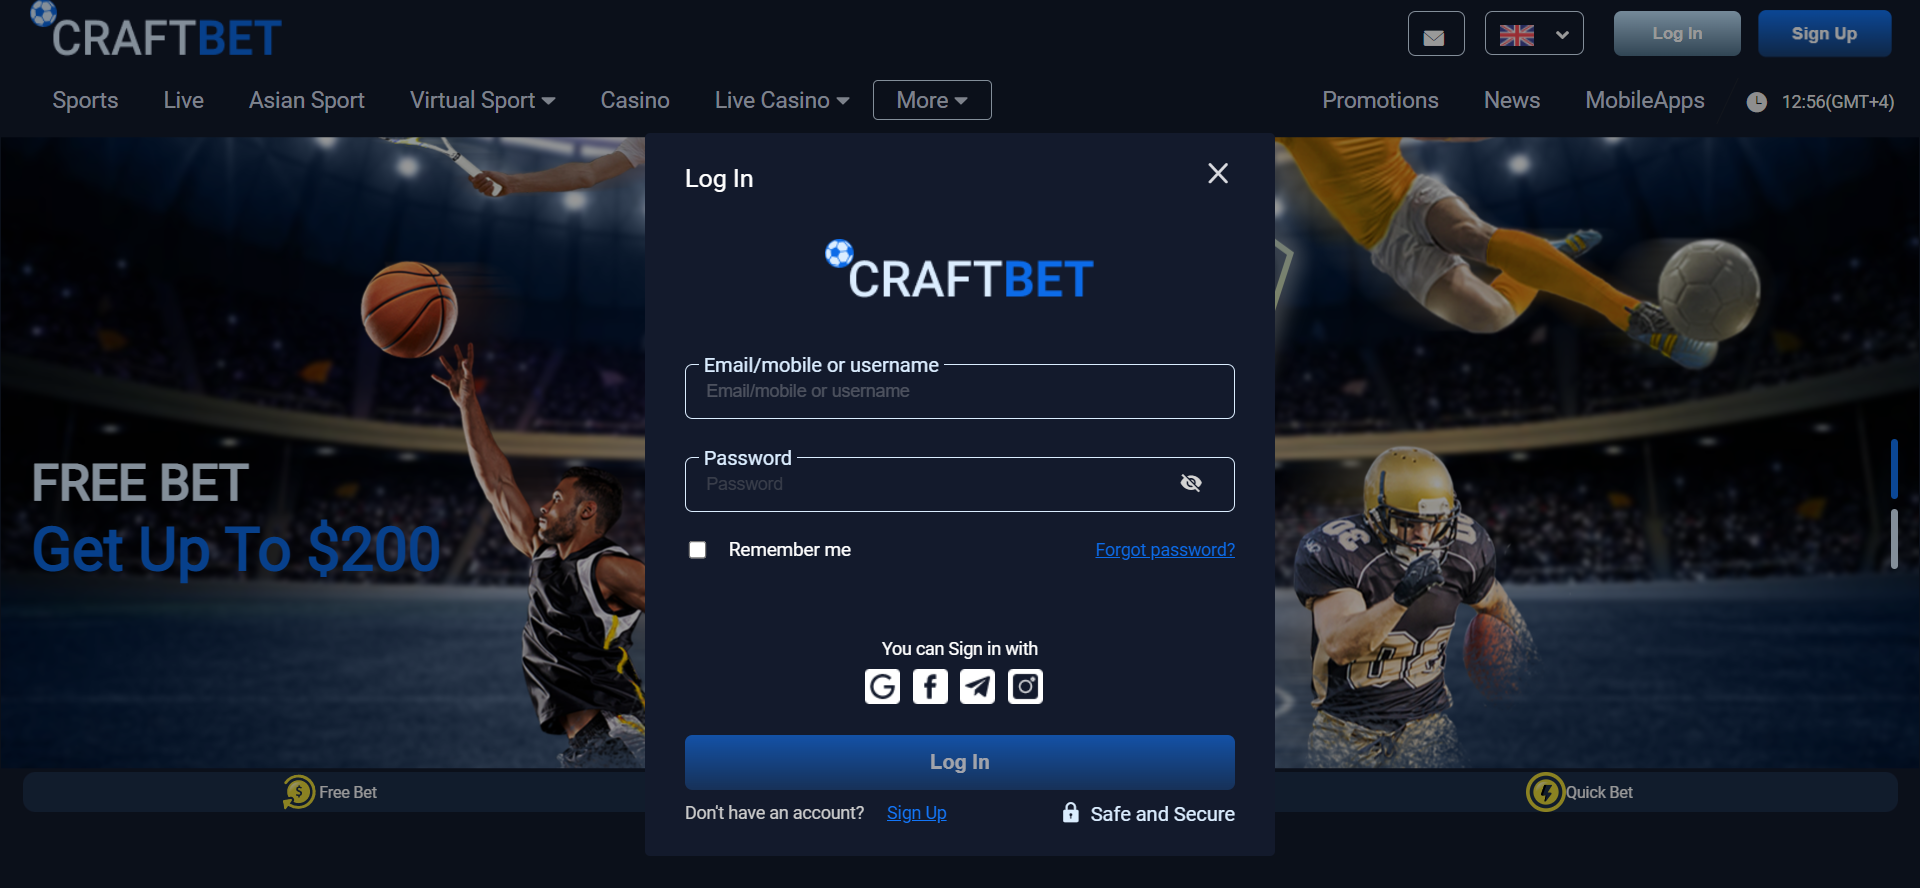 CRAFTBET
Log In
Sign Up
Sports
Live
Asian Sport
Virtual Sport
Casino
Live Casino
More
Promotions
News
MobileApps
12:56(GMT+4)
FREE BET
Get Up To $200
Log In
CRAFTBET
Email/mobile or username
Email/mobile or username
Password
Password
Remember me
Forgot password?
You can Sign in with
Log In
Don't have an account?
Sign Up
Safe and Secure
Free Bet
Quick Bet